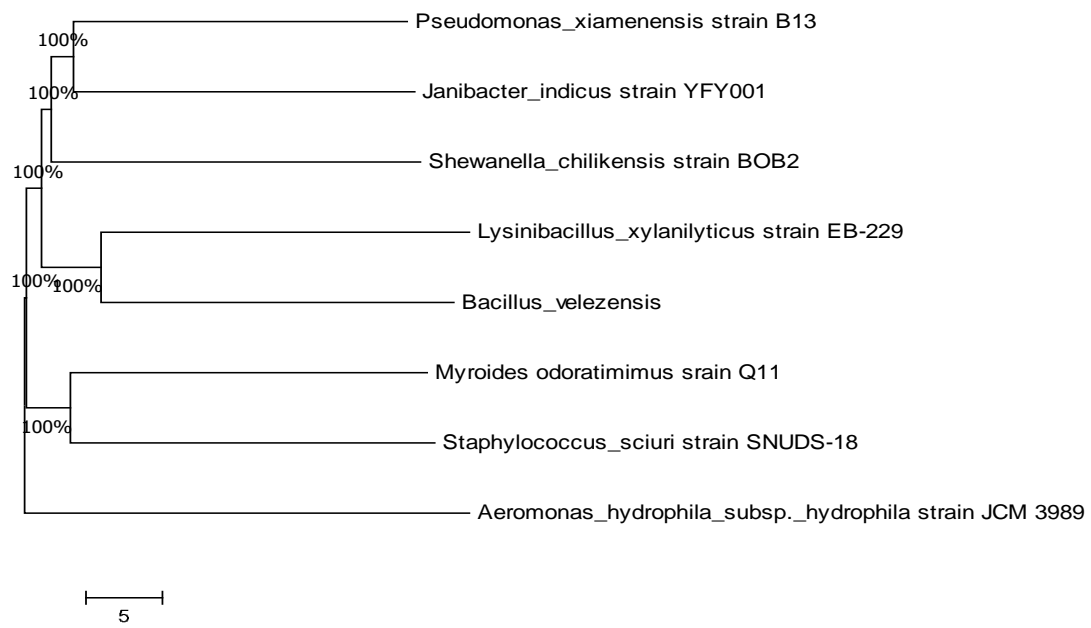 Pseudomonas_xiamenensis strain B13
100%
Janibacter_indicus strain YFY001
100%
Shewanella_chilikensis strain BOB2
100%
Lysinibacillus_xylanilyticus strain EB-229
100%
100%
Bacillus_velezensis
Myroides odoratimimus srain Q11
100%
Staphylococcus_sciuri strain SNUDS-18
Aeromonas_hydrophila_subsp._hydrophila strain JCM 3989
5